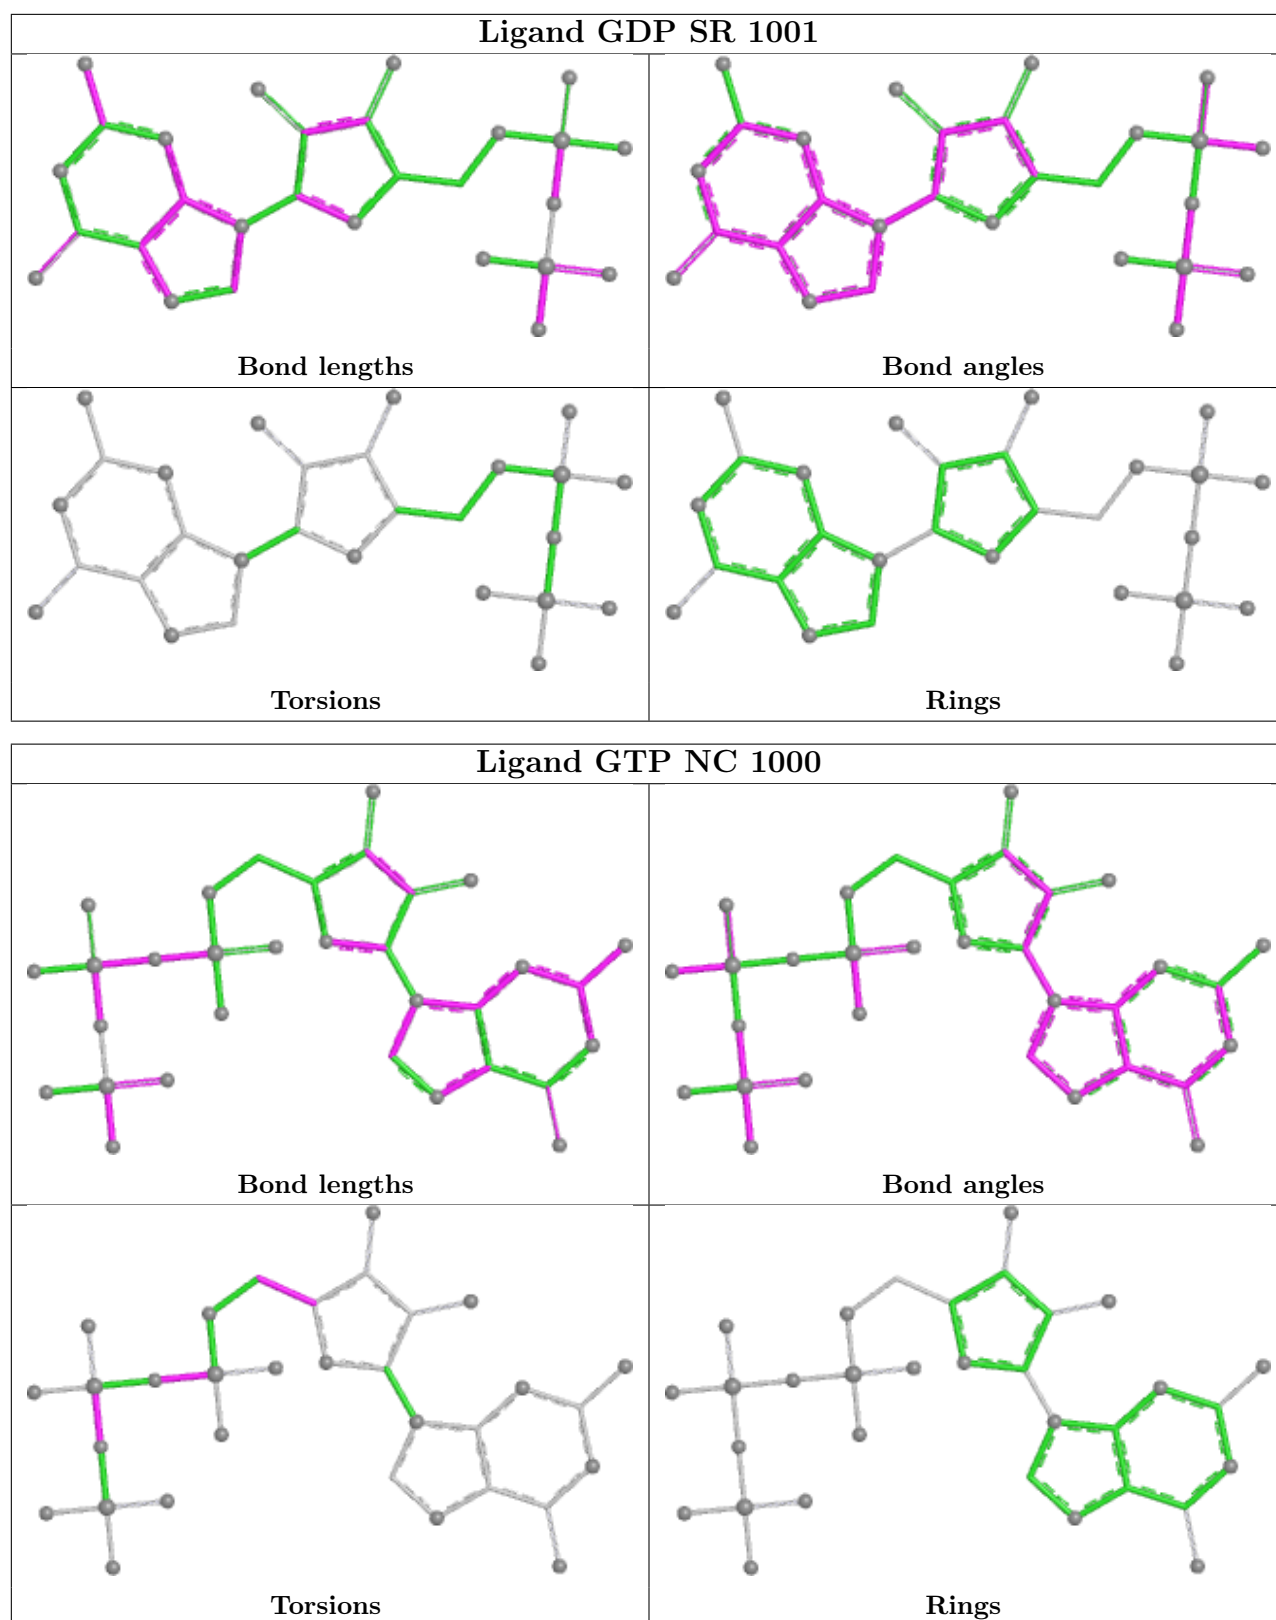 Ligand GDP SR 1001
Bond lengths
Bond angles
Torsions
Rings
Ligand GTP NC 1000
Bond lengths
Bond angles
Torsions
Rings